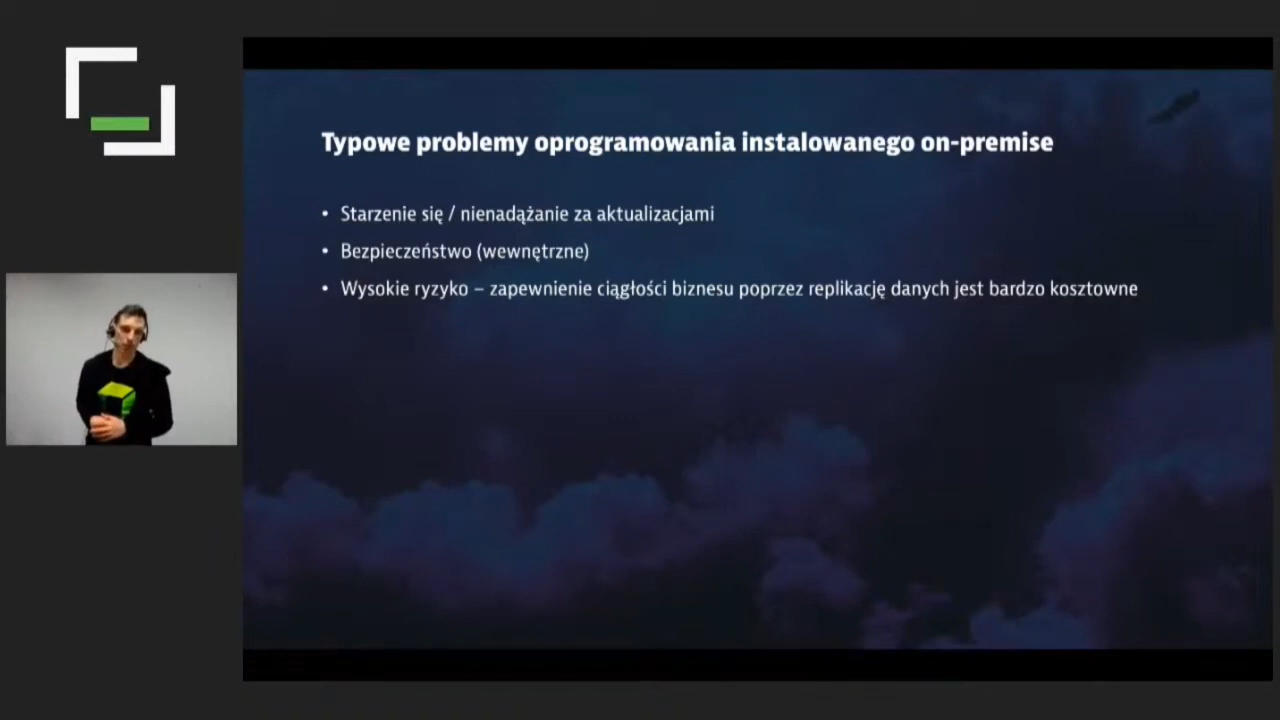 Typowe problemy oprogramowania instalowanego on-premise
• Starzenie się / nienadążanie za aktualizacjami
• Bezpieczeństwo (wewnętrzne)
• Wysokie ryzyko – zapewnienie ciągłości biznesu poprzez replikację danych jest bardzo kosztowne